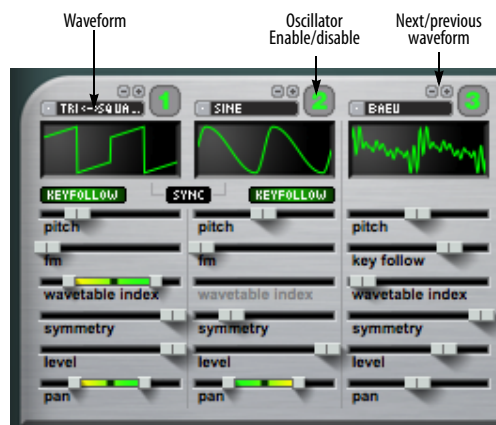 Waveform
Oscillator
Enable/disable
Next/previous
waveform
1
2
3
TRI<->SQUA...
SINE
BAEU
KEYFOLLOW
SYNC
KEYFOLLOW
pitch
pitch
pitch
fm
fm
key follow
wavetable index
wavetable index
wavetable index
symmetry
symmetry
symmetry
level
level
level
pan
pan
pan